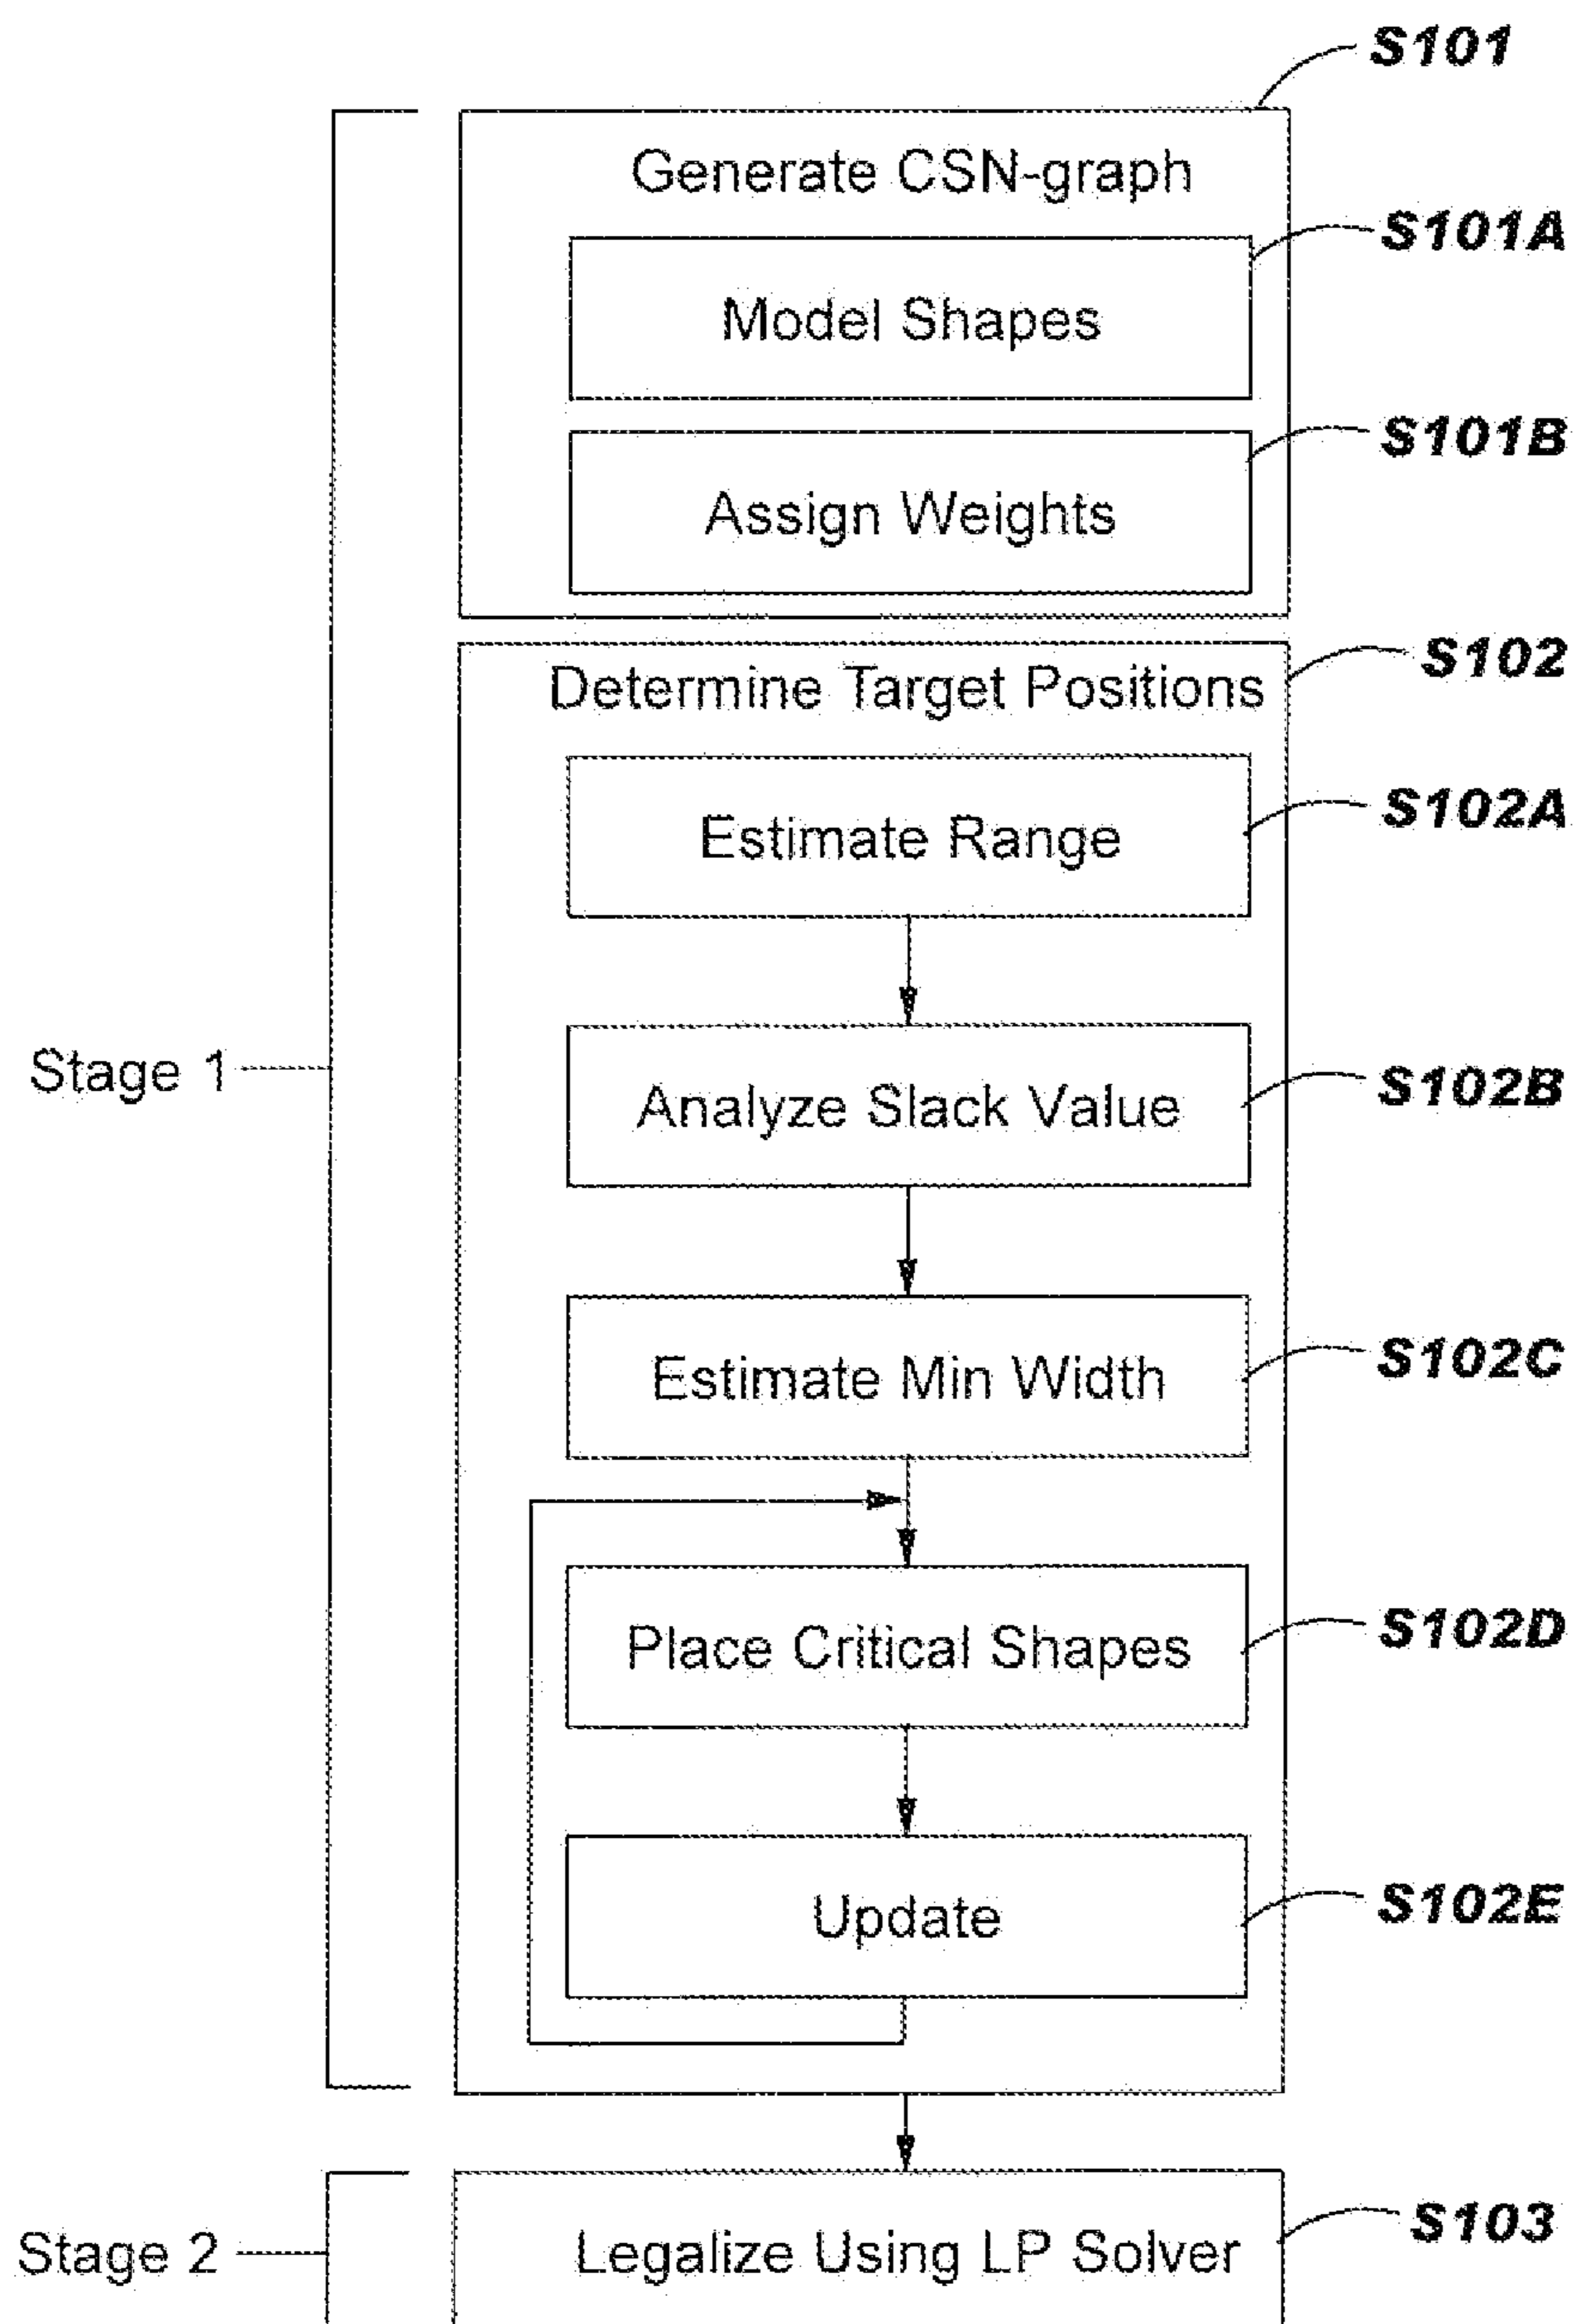 S101
Generate CSN-graph
S101A
Model Shapes
S101B
Assign Weights
S102
Determine Target Positions
S102A
Estimate Range
Stage 1
Analyze Slack Value
S102B
Estimate Min Width
S102C
Place Critical Shapes
S102D
Update
S102E
Stage 2
Legalize Using LP Solver
S103